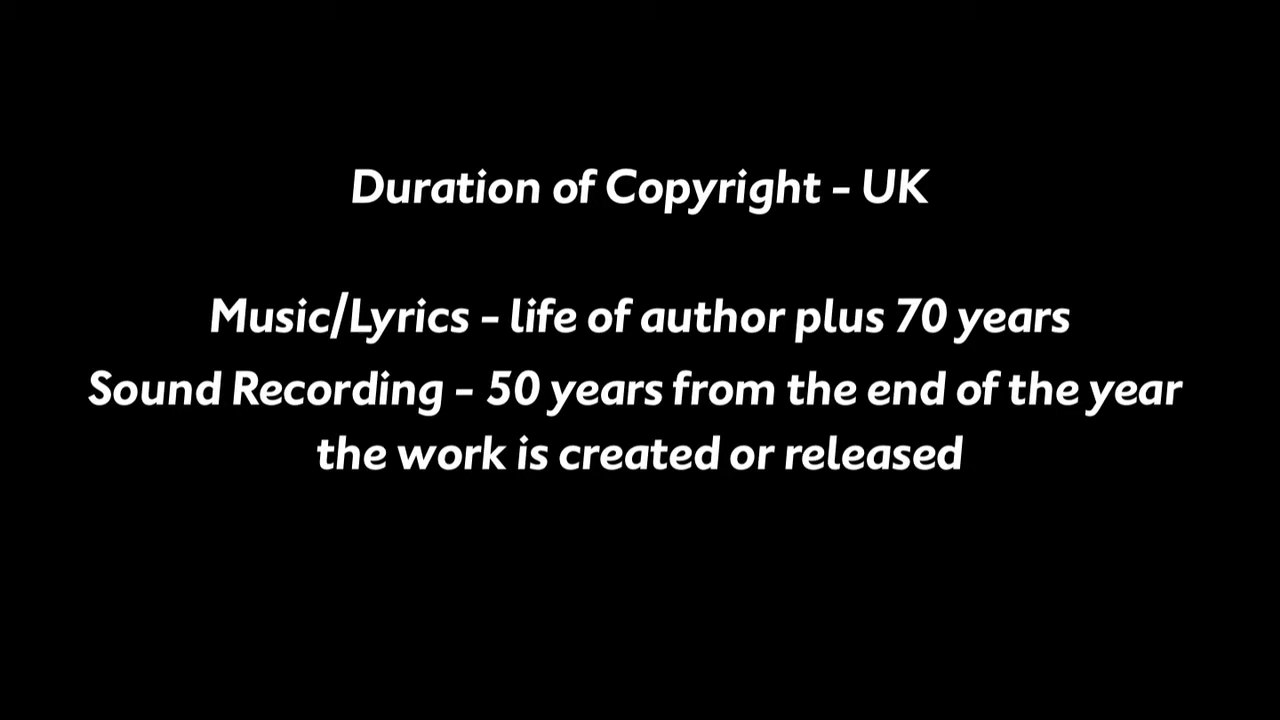 Duration of Copyright - UK
Music/Lyrics - life of author plus 70 years
Sound Recording - 50 years from the end of the year
the work is created or released